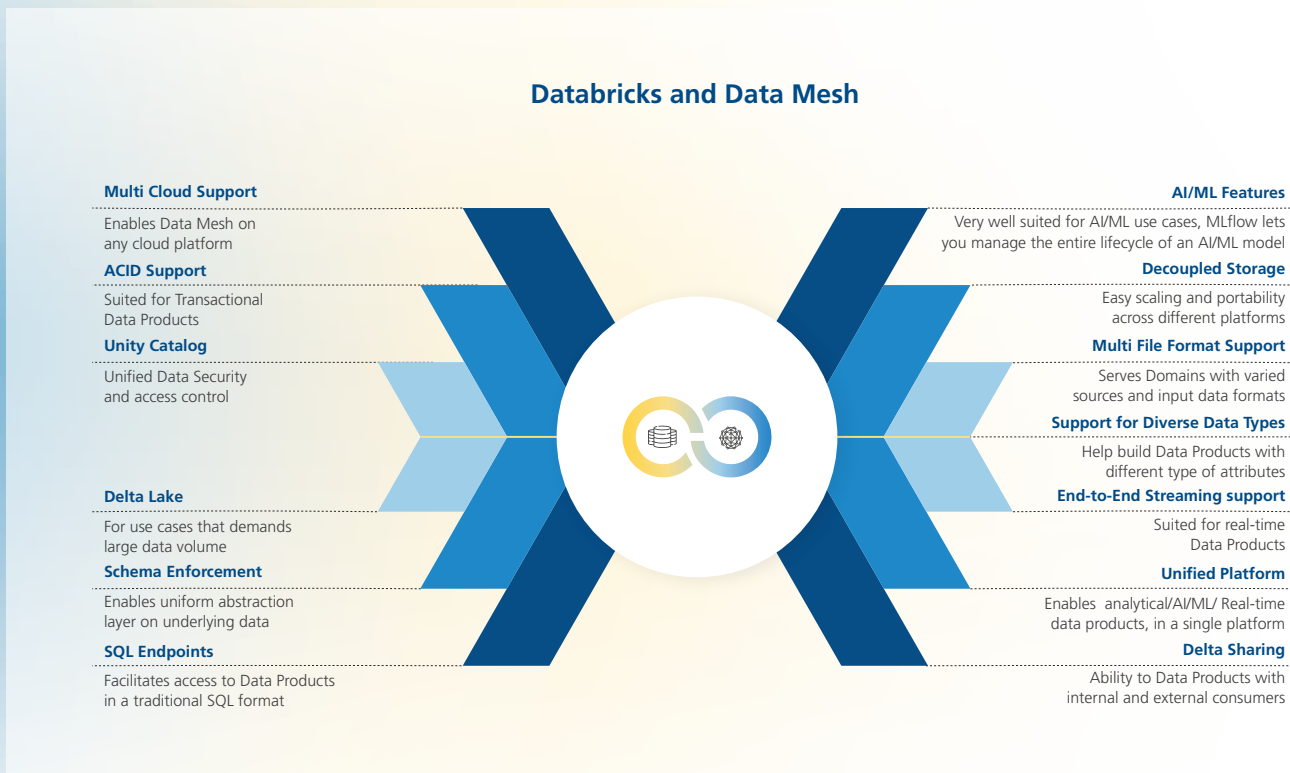 Databricks and Data Mesh
Multi Cloud Support
Enables Data Mesh on
any cloud platform
ACID Support
Suited for Transactional
Data Products
Unity Catalog
Unified Data Security
and access control
Delta Lake
For use cases that demands
large data volume
Schema Enforcement
Enables uniform abstraction
layer on underlying data
SQL Endpoints
Facilitates access to Data Products
in a traditional SQL format
AI/ML Features
Very well suited for AI/ML use cases, MLflow lets
you manage the entire lifecycle of an AI/ML model
Decoupled Storage
Easy scaling and portability
across different platforms
Multi File Format Support
Serves Domains with varied
sources and input data formats
Support for Diverse Data Types
Help build Data Products with
different type of attributes
End-to-End Streaming support
Suited for real-time
Data Products
Unified Platform
Enables  analytical/AI/ML/ Real-time
data products, in a single platform
Delta Sharing
Ability to Data Products with
internal and external consumers